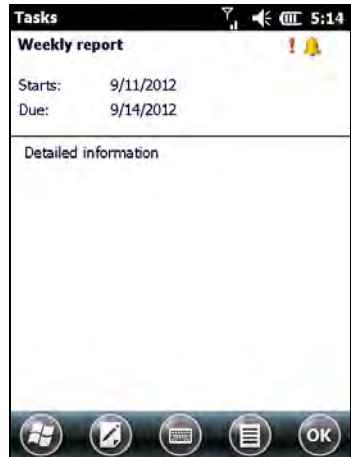 Tasks 5:14
Weekly report !
Starts: 9/11/2012
Due: 9/14/2012
Detailed information
OK